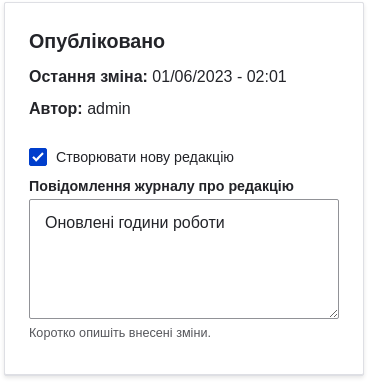 Опубліковано
Остання зміна: 01/06/2023 - 02:01
Автор: admin
Створювати нову редакцію
Повідомлення журналу про редакцію
Оновлені години роботи
Коротко опишіть внесені зміни.